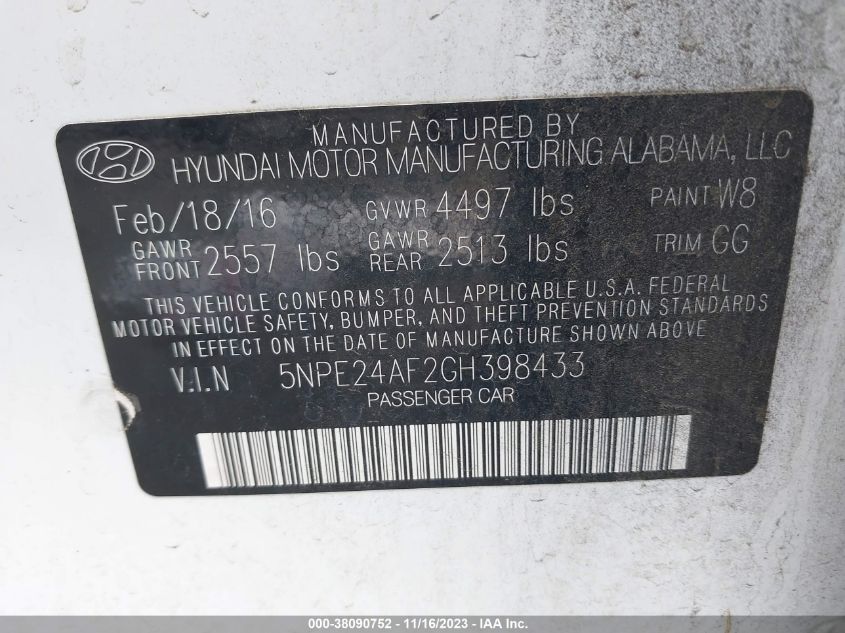 MANUFACTURED BY
HYUNDAI MOTOR MANUFACTURING ALABAMA, LLC
Feb/18/16 GVWR 4497 lbs PAINT W8
GAWR FRONT 2557 lbs GAWR REAR 2513 lbs TRIM GG
THIS VEHICLE CONFORMS TO ALL APPLICABLE U.S.A. FEDERAL
MOTOR VEHICLE SAFETY, BUMPER, AND THEFT PREVENTION STANDARDS
IN EFFECT ON THE DATE OF MANUFACTURE SHOWN ABOVE
V.I.N 5NPE24AF2GH398433
PASSENGER CAR
000-38090752 - 11/16/2023 - IAA Inc.